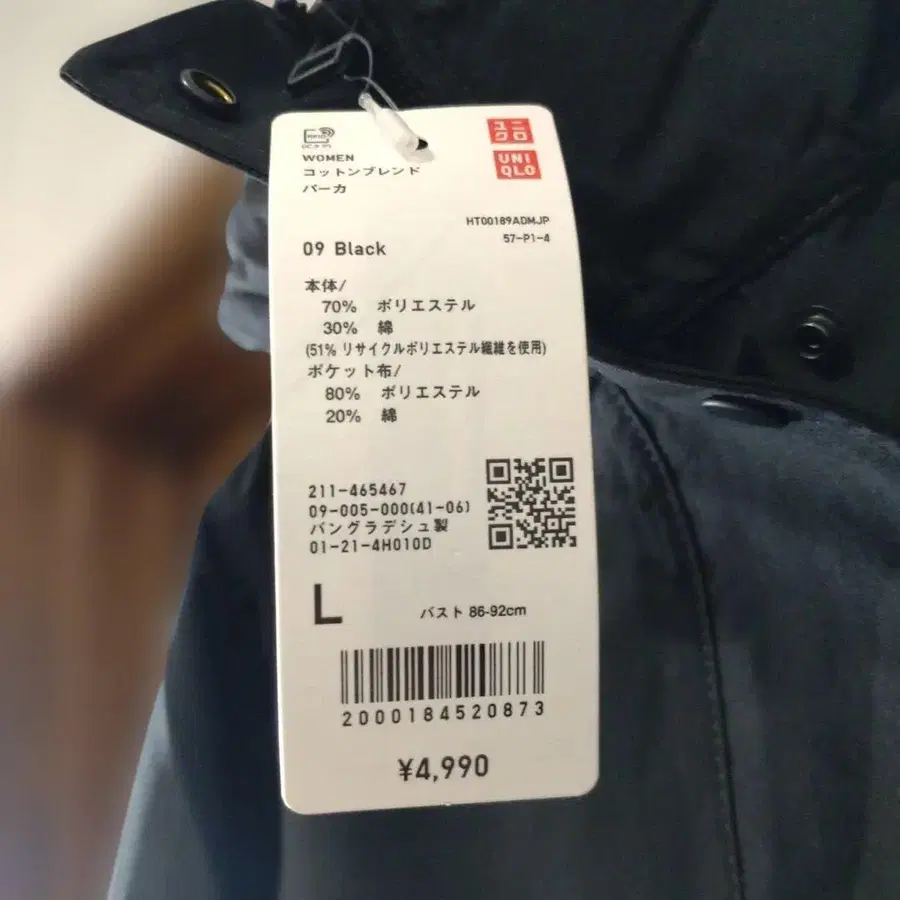 RFID
WOMEN
コットンブレンド
パーカ
ユニ
クロ
UNI
QLO
HT00189ADMJP
57-P1-4
09 Black
本体/
70% ポリエステル
30% 綿
(51% リサイクルポリエステル繊維を使用)
ポケット布/
80% ポリエステル
20% 綿
211-465467
09-005-000(41-06)
バングラデシュ製
01-21-4H010D
L バスト 86-92cm
2000184520873
¥4,990